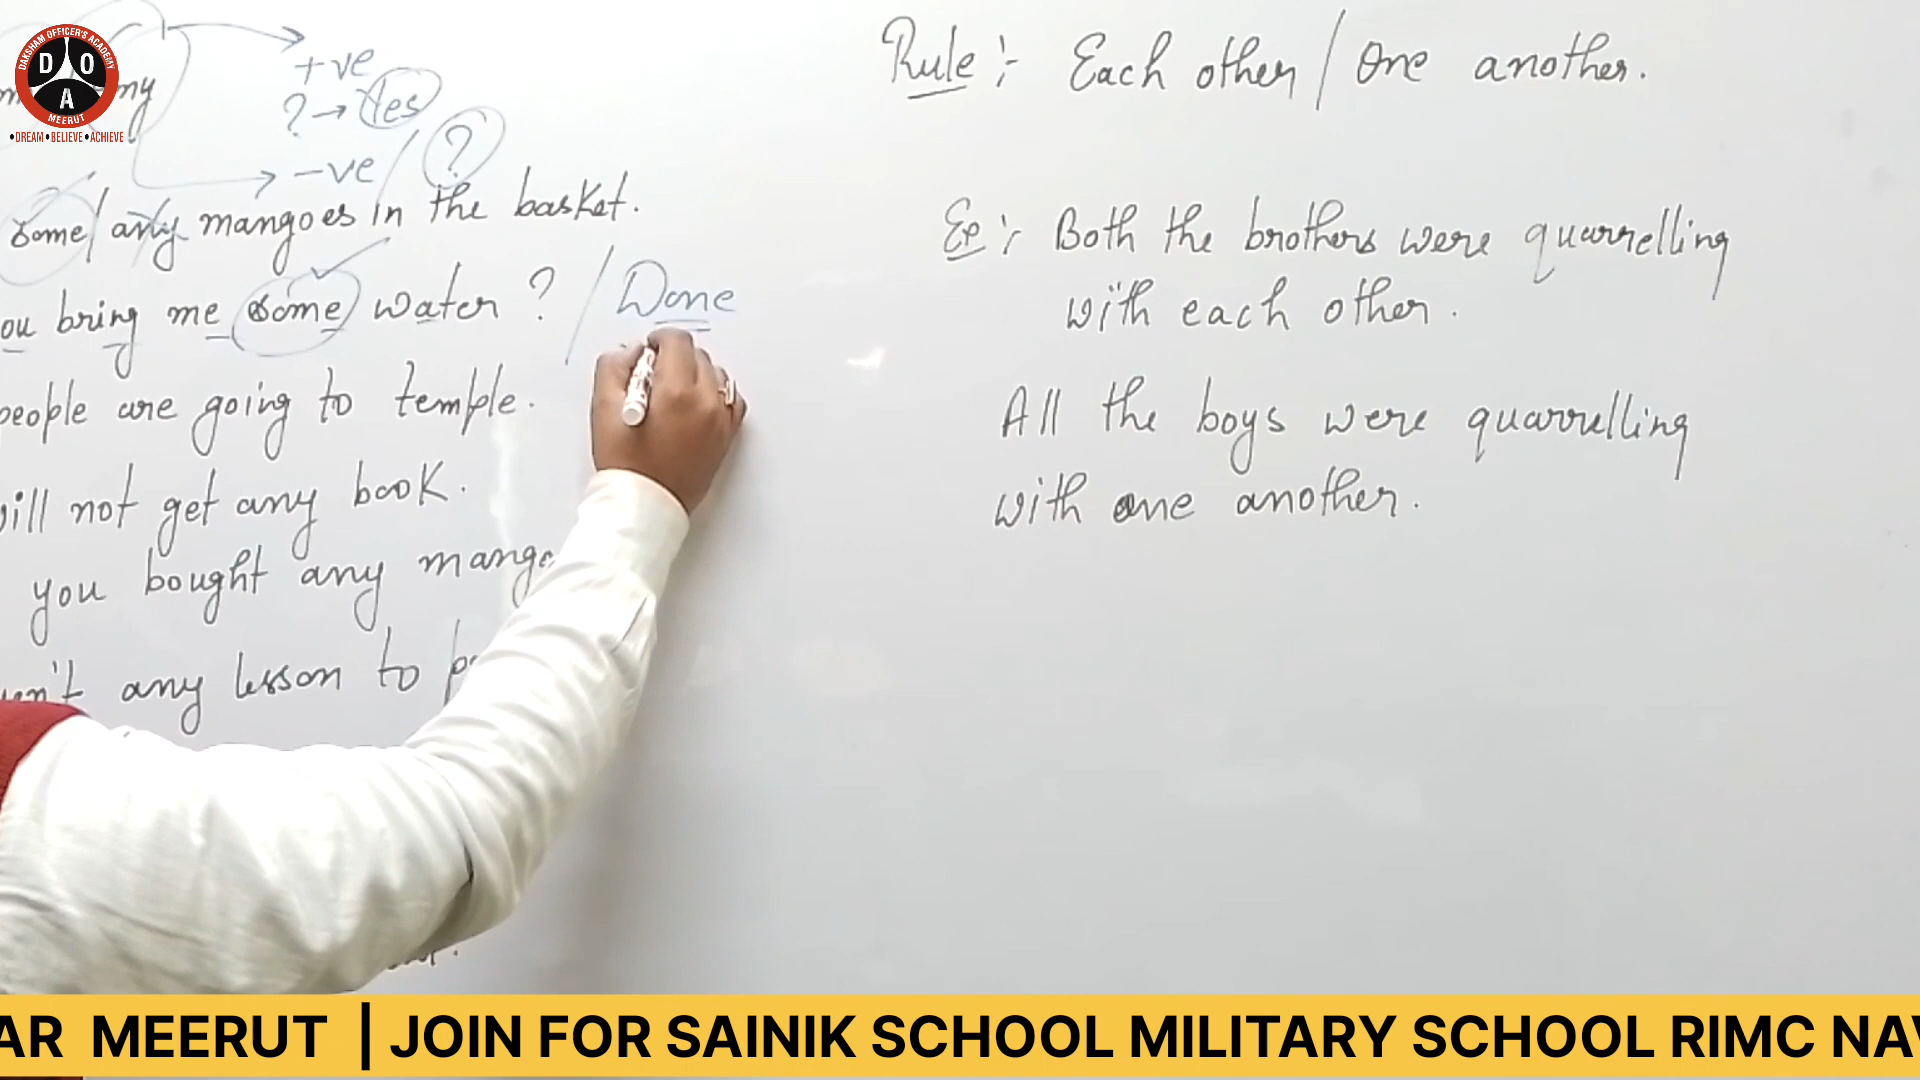 DAKSHAM OFFICER'S ACADEMY
D O A
MEERUT
•DREAM•BELIEVE•ACHIEVE
+ve
? → Yes
-ve / ?
Some/any mangoes in the basket.
ou bring me some water ? / Done
people are going to temple.
will not get any book.
you bought any mang
any lesson to
Rule :- Each other / One another.
Ex :- Both the brothers were quarrelling
with each other.
All the boys were quarrelling
with one another.
AR MEERUT | JOIN FOR SAINIK SCHOOL MILITARY SCHOOL RIMC NAV